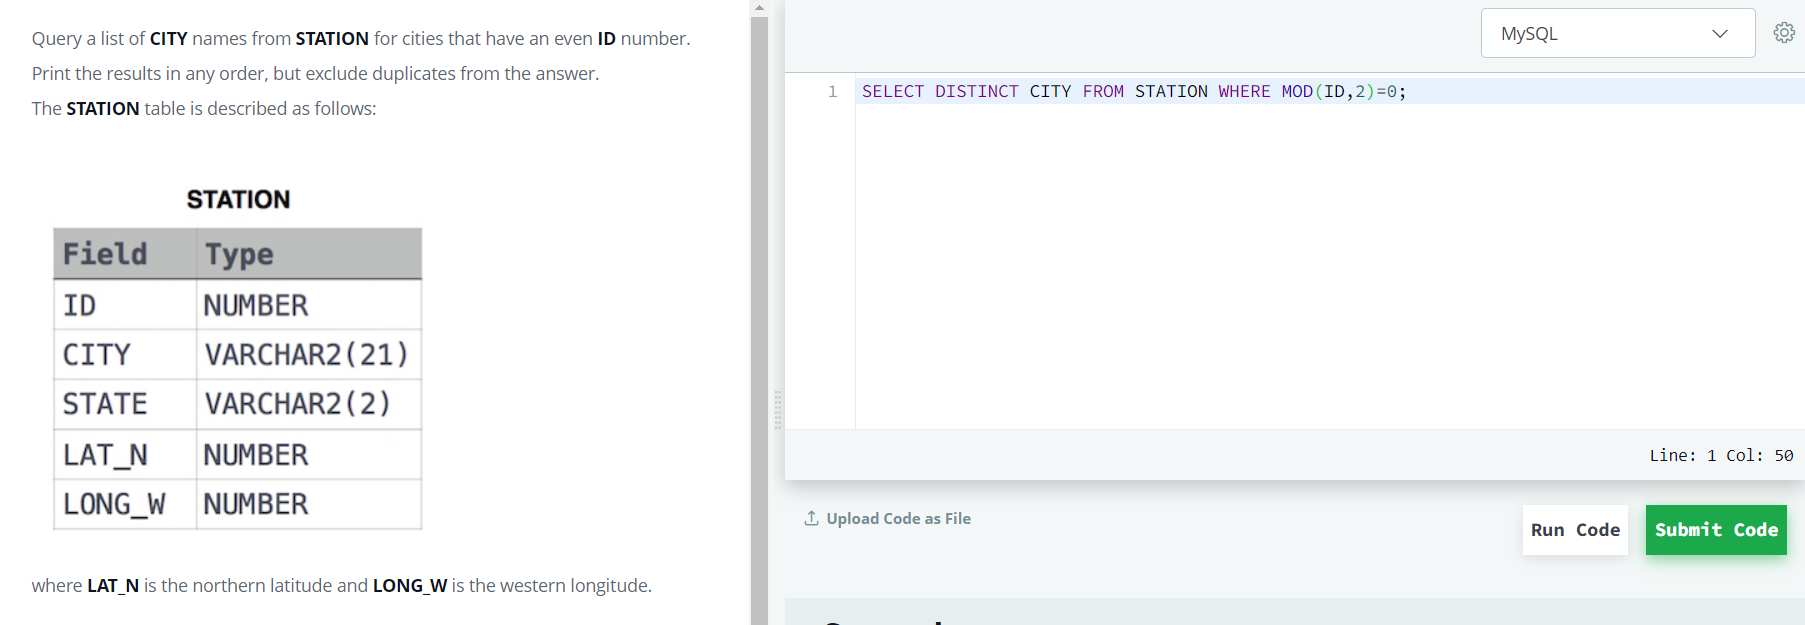 Query a list of CITY names from STATION for cities that have an even ID number.
Print the results in any order, but exclude duplicates from the answer.
The STATION table is described as follows:
STATION
Field Type
ID NUMBER
CITY VARCHAR2(21)
STATE VARCHAR2(2)
LAT_N NUMBER
LONG_W NUMBER
where LAT_N is the northern latitude and LONG_W is the western longitude.
MySQL
1 SELECT DISTINCT CITY FROM STATION WHERE MOD(ID,2)=0;
Line: 1 Col: 50
Upload Code as File
Run Code
Submit Code